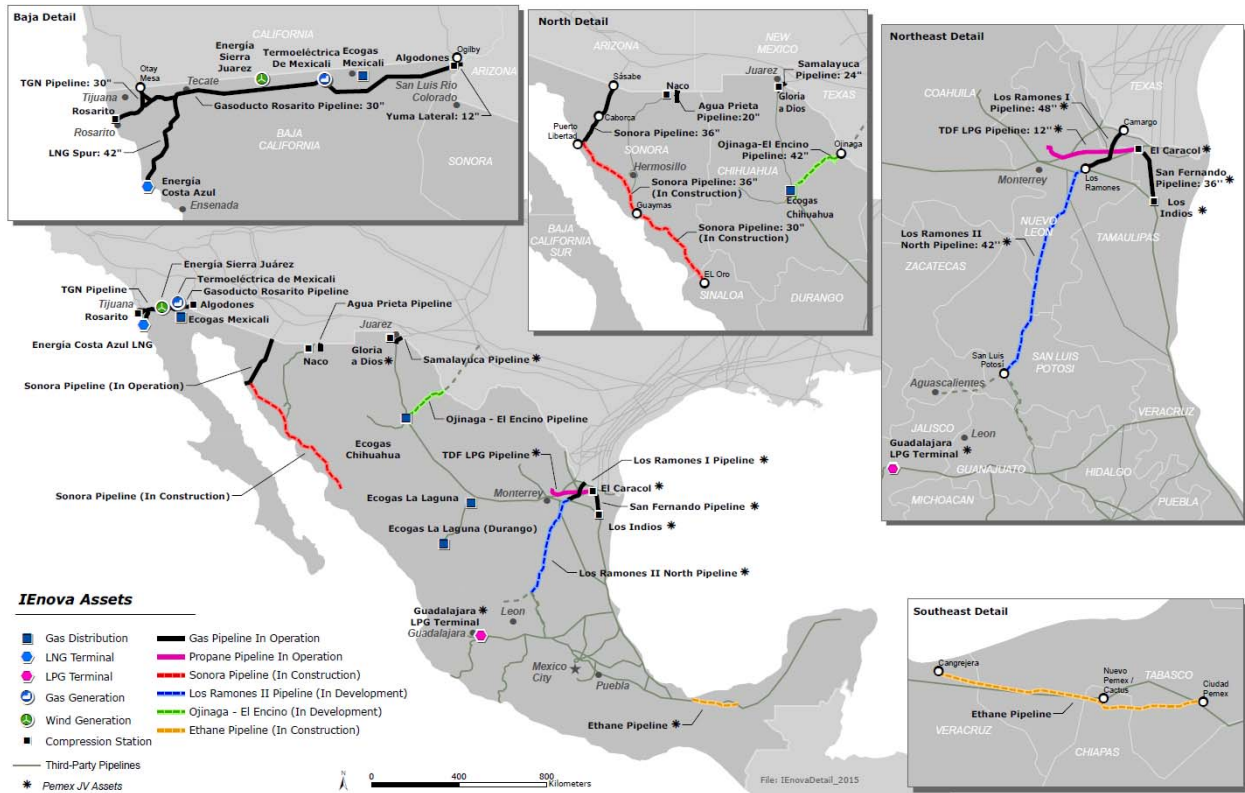 Baja Detail
CALIFORNIA
Energía
Sierra
Juarez
Termoeléctrica
De Mexicali
Ecogas
Mexicali
Algodones
Ogilby
ARIZONA
Otay
Mesa
TGN Pipeline: 30"
Tijuana
Tecate
Rosarito
Rosarito
Gasoducto Rosarito Pipeline: 30"
San Luis Rio
Colorado
Yuma Lateral: 12"
LNG Spur: 42"
BAJA
CALIFORNIA
SONORA
Energía
Costa Azul
Ensenada
North Detail
ARIZONA
NEW
MEXICO
Sásabe
Naco
Juarez
Samalayuca
Pipeline: 24"
TEXAS
Gloria
a Dios
Agua Prieta
Pipeline:20"
Caborca
Puerto
Libertad
Sonora Pipeline: 36"
SONORA
Ojinaga-El Encino
Pipeline: 42"
Ojinaga
Hermosillo
CHIHUAHUA
Sonora Pipeline: 36"
(In Construction)
Ecogas
Chihuahua
Guaymas
Sonora Pipeline: 30"
(In Construction)
BAJA
CALIFORNIA
SUR
EL Oro
SINALOA
DURANGO
Northeast Detail
COAHUILA
TEXAS
Los Ramones I
Pipeline: 48" ✷
TDF LPG Pipeline: 12" ✷
Camargo
El Caracol ✷
Monterrey
Los
Ramones
San Fernando
Pipeline: 36" ✷
Los
Indios ✷
NUEVO
LEON
Los Ramones II
North Pipeline: 42" ✷
TAMAULIPAS
ZACATECAS
San Luis
Potosí
SAN LUIS
POTOSI
Aguascalientes
VERACRUZ
JALISCO
Leon
Guadalajara
LPG Terminal ✷
GUANAJUATO
HIDALGO
MICHOACAN
PUEBLA
Energía Sierra Juárez
Termoeléctrica de Mexicali
TGN Pipeline
Gasoducto Rosarito Pipeline
Tijuana
Algodones
Rosarito
Ecogas Mexicali
Energía Costa Azul LNG
Agua Prieta Pipeline
Juarez
Naco
Gloria
a Dios ✷
Samalayuca Pipeline ✷
Sonora Pipeline (In Operation)
Ojinaga - El Encino Pipeline
Ecogas
Chihuahua
TDF LPG Pipeline ✷
Los Ramones I Pipeline ✷
Sonora Pipeline (In Construction)
El Caracol ✷
Ecogas La Laguna
Monterrey
San Fernando Pipeline ✷
Ecogas La Laguna (Durango)
Los Indios ✷
Los Ramones II North Pipeline ✷
Guadalajara ✷
LPG Terminal
Leon
Guadalajara
Mexico
City
Puebla
Ethane Pipeline ✷
IEnova Assets
Gas Distribution
LNG Terminal
LPG Terminal
Gas Generation
Wind Generation
Compression Station
Third-Party Pipelines
✷ Pemex JV Assets
Gas Pipeline In Operation
Propane Pipeline In Operation
Sonora Pipeline (In Construction)
Los Ramones II Pipeline (In Development)
Ojinaga - El Encino (In Development)
Ethane Pipeline (In Construction)
N
0 400 800
Kilometers
File: IEnovaDetail_2015
Southeast Detail
Cangrejera
Nuevo
Pemex /
Cactus
TABASCO
Ciudad
Pemex
Ethane Pipeline
VERACRUZ
CHIAPAS